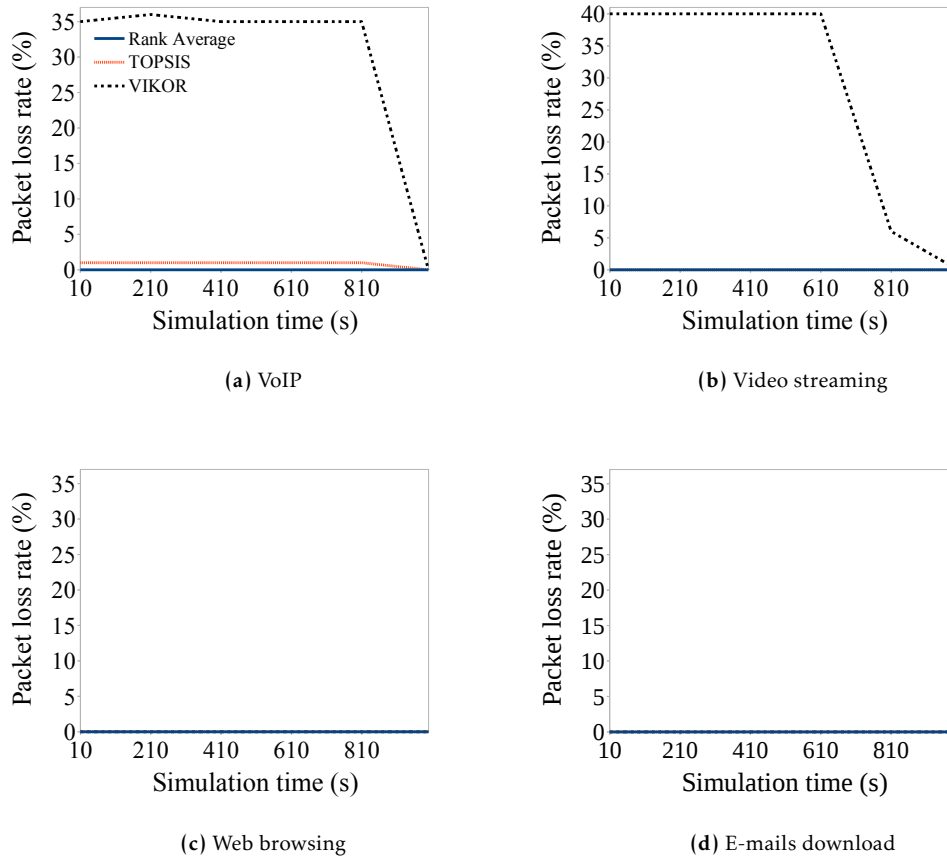 Packet loss rate (%)
35
30
25
20
15
10
5
0
Rank Average
TOPSIS
VIKOR
10 210 410 610 810
Simulation time (s)
(a) VoIP
Packet loss rate (%)
40
35
30
25
20
15
10
5
0
10 210 410 610 810
Simulation time (s)
(b) Video streaming
Packet loss rate (%)
35
30
25
20
15
10
5
0
10 210 410 610 810
Simulation time (s)
(c) Web browsing
Packet loss rate (%)
35
30
25
20
15
10
5
0
10 210 410 610 810
Simulation time (s)
(d) E-mails download